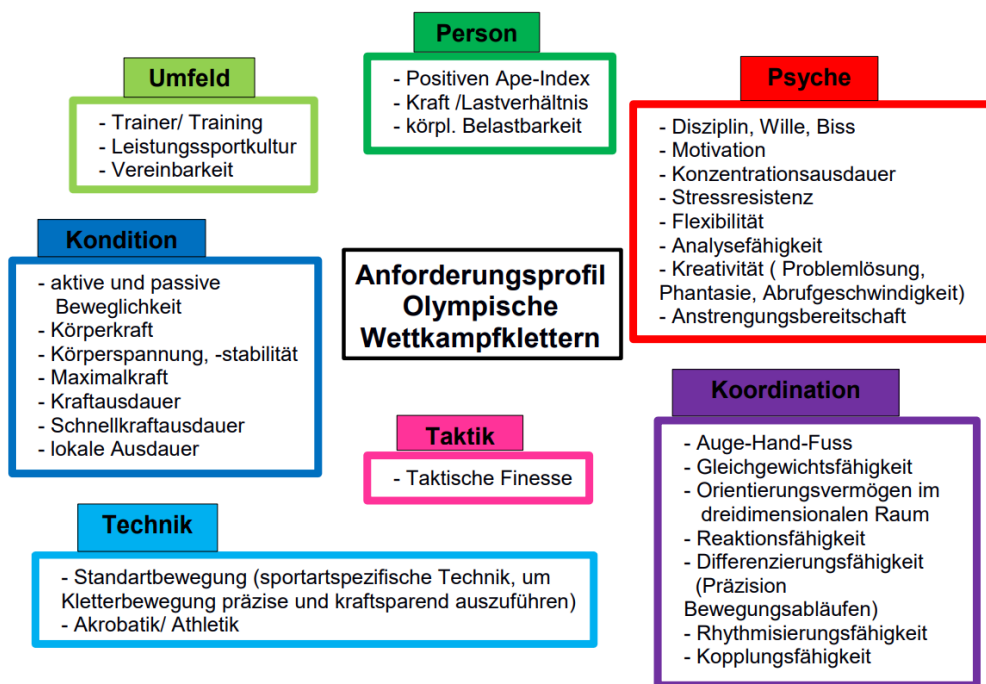 Person
- Positiven Ape-Index
- Kraft /Lastverhältnis
- körpl. Belastbarkeit
Umfeld
- Trainer/ Training
- Leistungssportkultur
- Vereinbarkeit
Psyche
- Disziplin, Wille, Biss
- Motivation
- Konzentrationsausdauer
- Stressresistenz
- Flexibilität
- Analysefähigkeit
- Kreativität ( Problemlösung,
Phantasie, Abrufgeschwindigkeit)
- Anstrengungsbereitschaft
Kondition
- aktive und passive
Beweglichkeit
- Körperkraft
- Körperspannung, -stabilität
- Maximalkraft
- Kraftausdauer
- Schnellkraftausdauer
- lokale Ausdauer
Anforderungsprofil
Olympische
Wettkampfklettern
Taktik
- Taktische Finesse
Koordination
- Auge-Hand-Fuss
- Gleichgewichtsfähigkeit
- Orientierungsvermögen im
dreidimensionalen Raum
- Reaktionsfähigkeit
- Differenzierungsfähigkeit
(Präzision
Bewegungsabläufen)
- Rhythmisierungsfähigkeit
- Kopplungsfähigkeit
Technik
- Standartbewegung (sportartspezifische Technik, um
Kletterbewegung präzise und kraftsparend auszuführen)
- Akrobatik/ Athletik